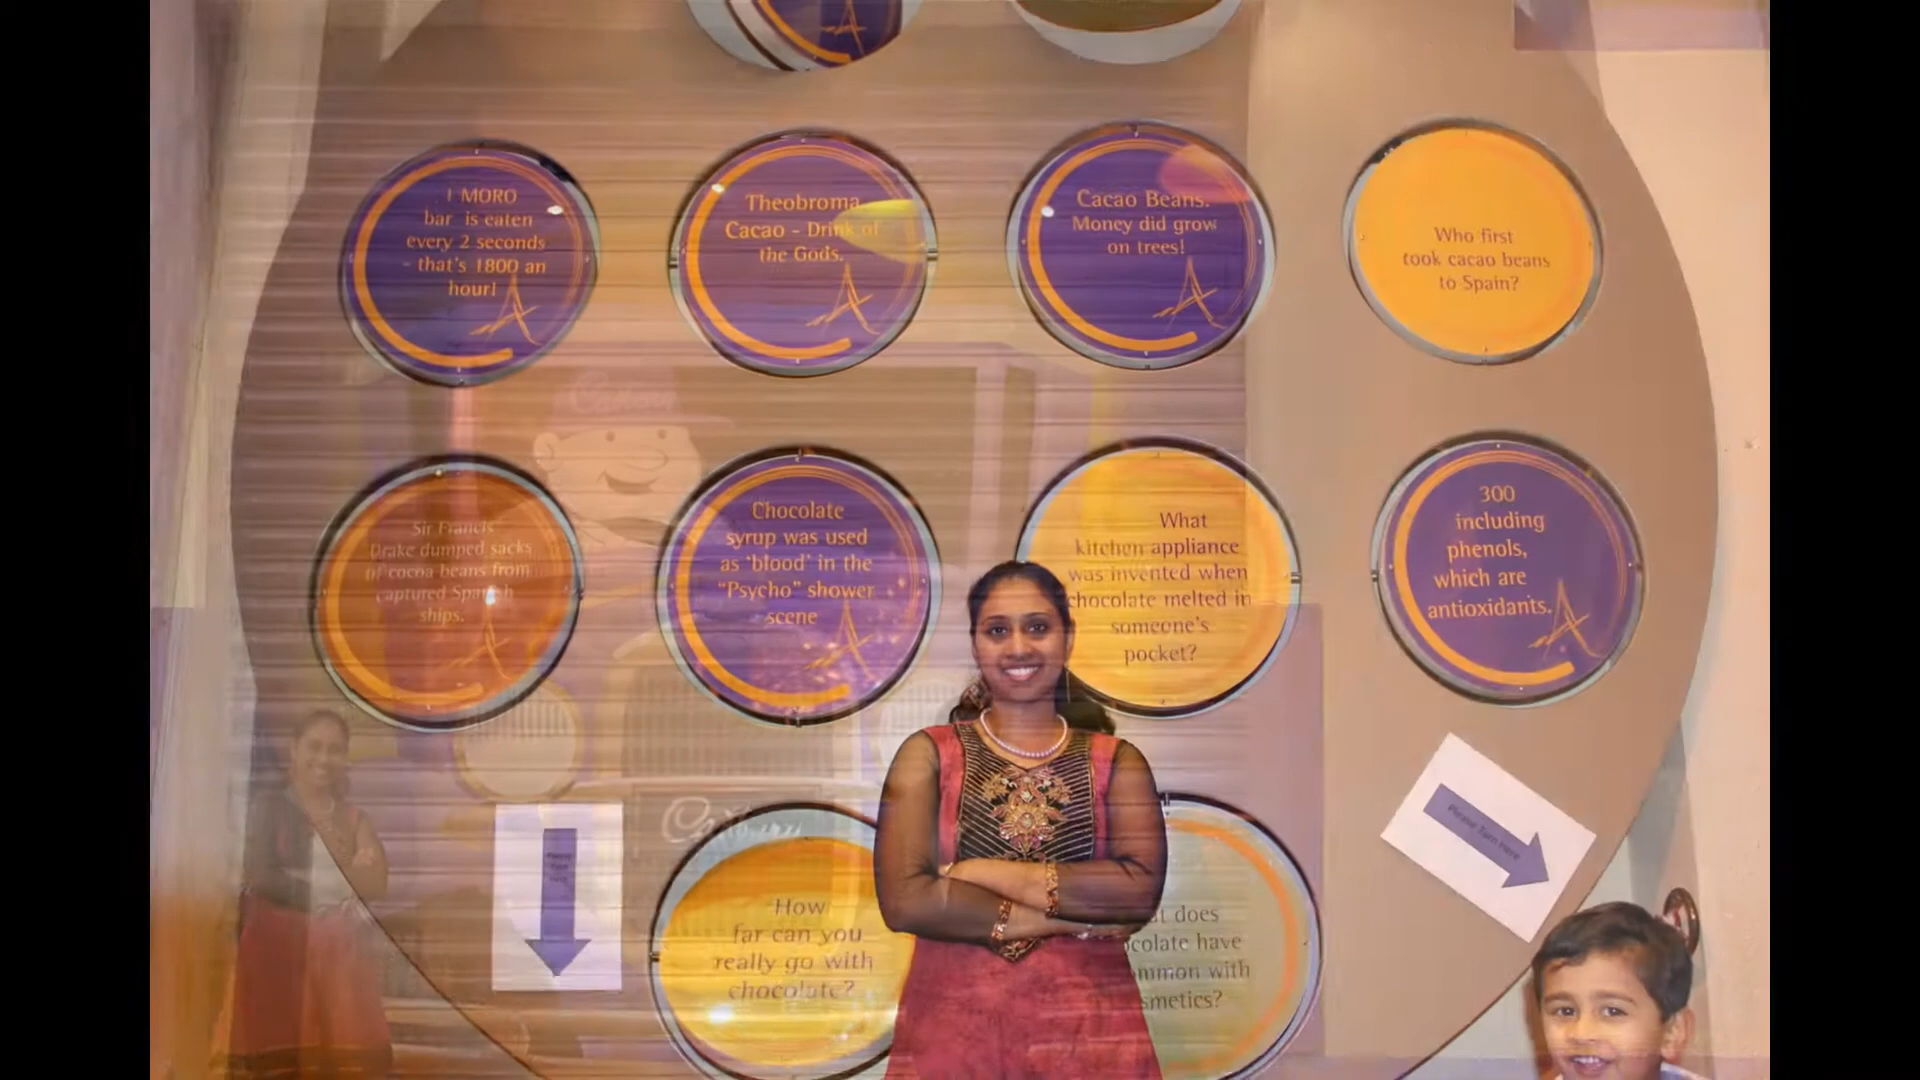 1 MORO
bar is eaten
every 2 seconds
- that's 1800 an
hour!
Theobroma
Cacao - Drink of
the Gods.
Cacao Beans.
Money did grow
on trees!
Who first
took cacao beans
to Spain?
Sir Francis
Drake dumped sacks
of cocoa beans from
captured Spanish
ships.
Chocolate
syrup was used
as 'blood' in the
"Psycho" shower
scene
What
kitchen appliance
was invented when
chocolate melted in
someone's
pocket?
300
including
phenols,
which are
antioxidants.
Please Turn Here
How
far can you
really go with
chocolate?
does
have
with